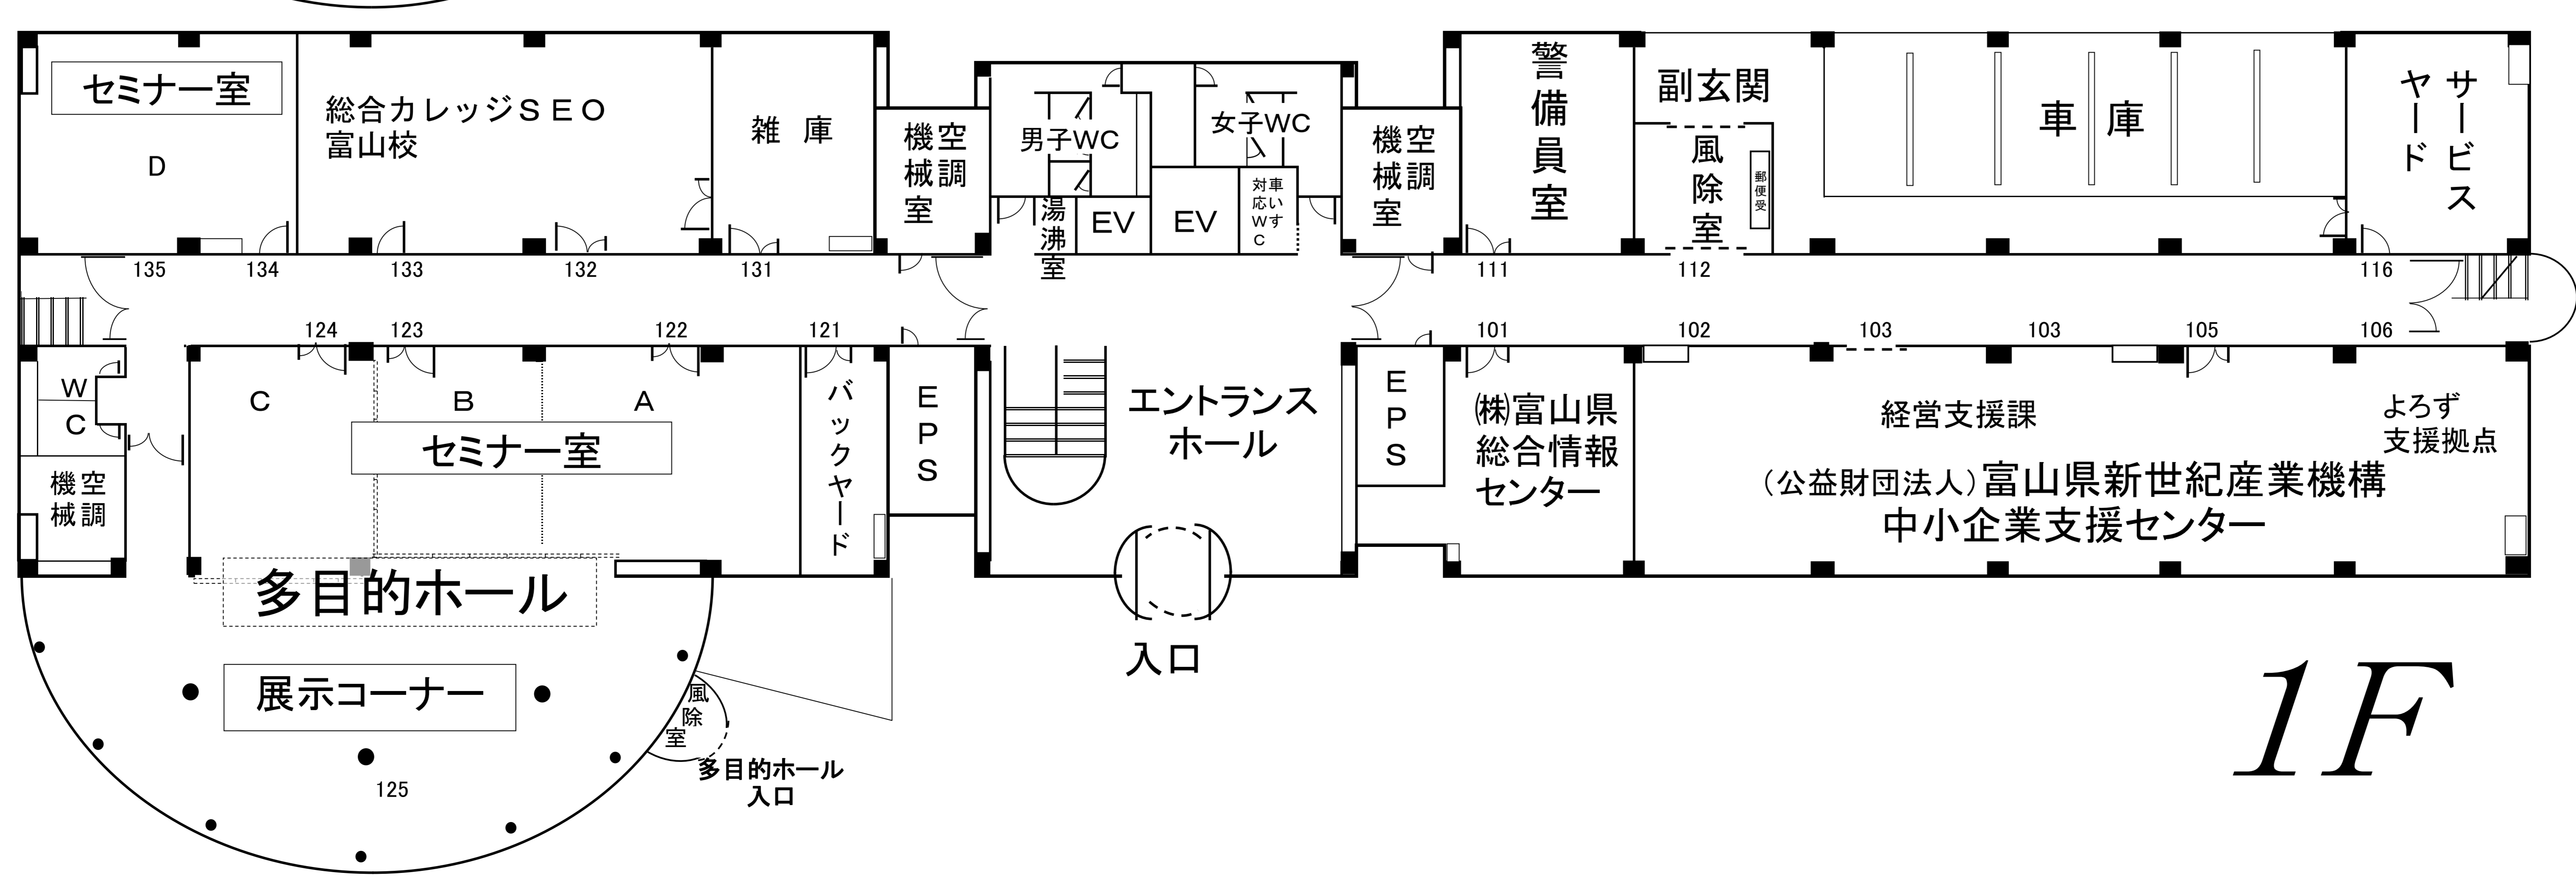 セミナー室
D
総合カレッジＳＥＯ
富山校
雑 庫
空調
機械室
男子WC
女子WC
湯沸室
EV
EV
車いす
対応WC
空調
機械室
警備員室
副玄関
風除室
郵便受
車 庫
サービス
ヤード
135
134
133
132
131
111
112
116
124
123
122
121
101
102
103
103
105
106
WC
空調
機械
C
B
A
セミナー室
バックヤード
EPS
エントランス
ホール
EPS
㈱富山県
総合情報
センター
経営支援課
よろず
支援拠点
（公益財団法人）富山県新世紀産業機構
中小企業支援センター
多目的ホール
展示コーナー
125
風除室
多目的ホール
入口
入口
1F